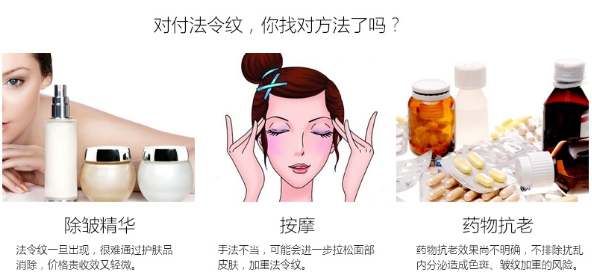 对付法令纹，你找对方法了吗？
除皱精华
法令纹一旦出现，很难通过护肤品
消除，价格贵收效又轻微。
按摩
手法不当，可能会进一步拉松面部
皮肤，加重法令纹。
药物抗老
药物抗老效果尚不明确，不排除扰乱
内分泌造成色斑、皱纹加重的风险。